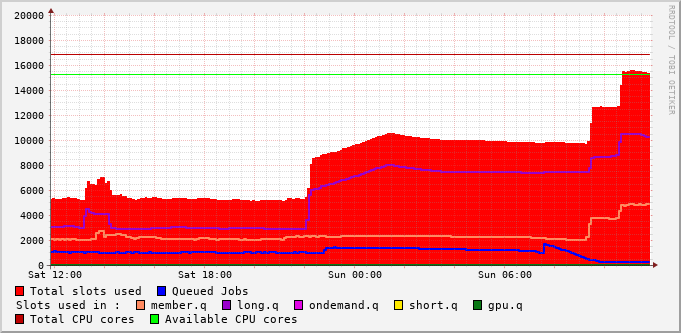 20000
18000
16000
14000
12000
10000
8000
6000
4000
2000
0
Sat 12:00 Sat 18:00 Sun 00:00 Sun 06:00
RRDTOOL / TOBI OETIKER
Total slots used Queued Jobs
Slots used in : member.q long.q ondemand.q short.q gpu.q
Total CPU cores Available CPU cores